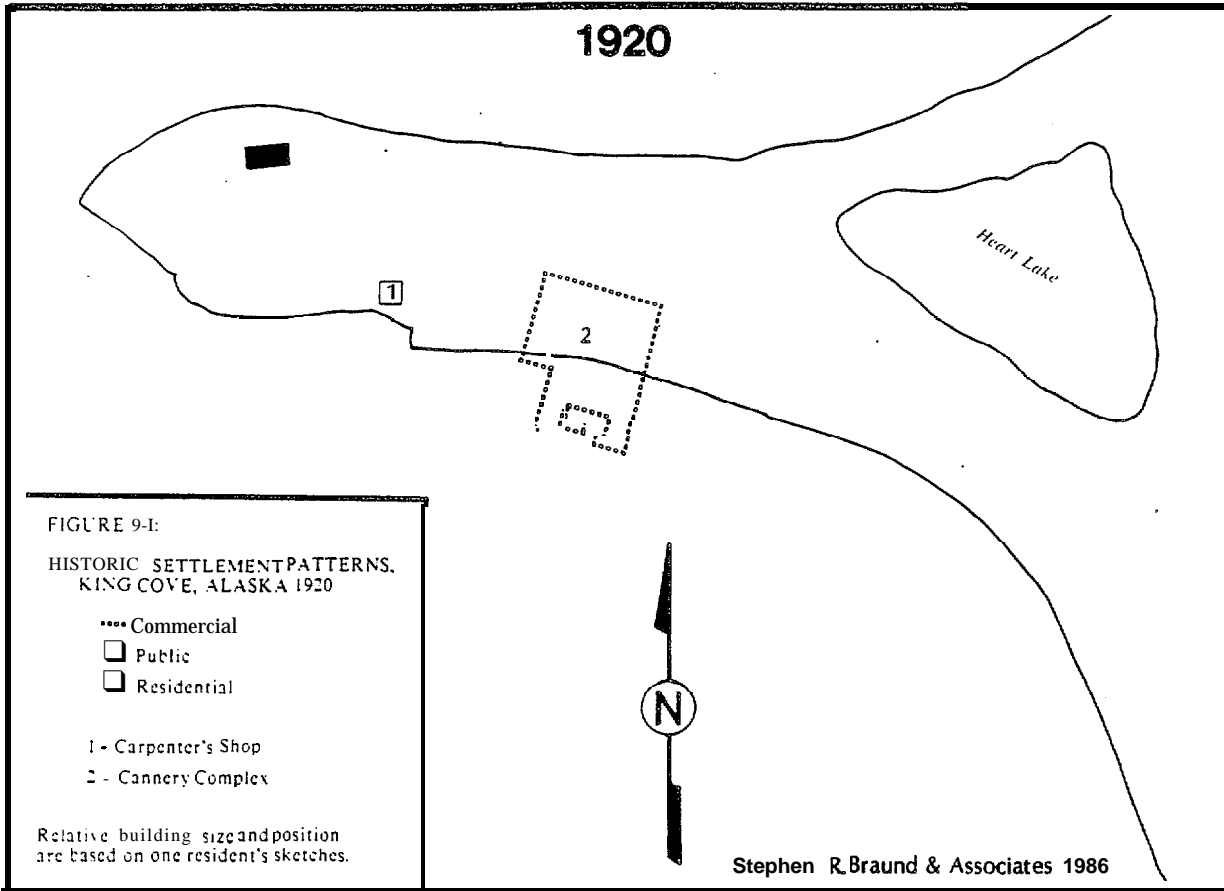 1920
Heart Lake
1
2
FIGURE 9-I:
HISTORIC SETTLEMENT PATTERNS,
KING COVE, ALASKA 1920
Commercial
Public
Residential
1 - Carpenter's Shop
2 - Cannery Complex
Relative building size and position
are based on one resident's sketches.
N
Stephen R. Braund & Associates 1986